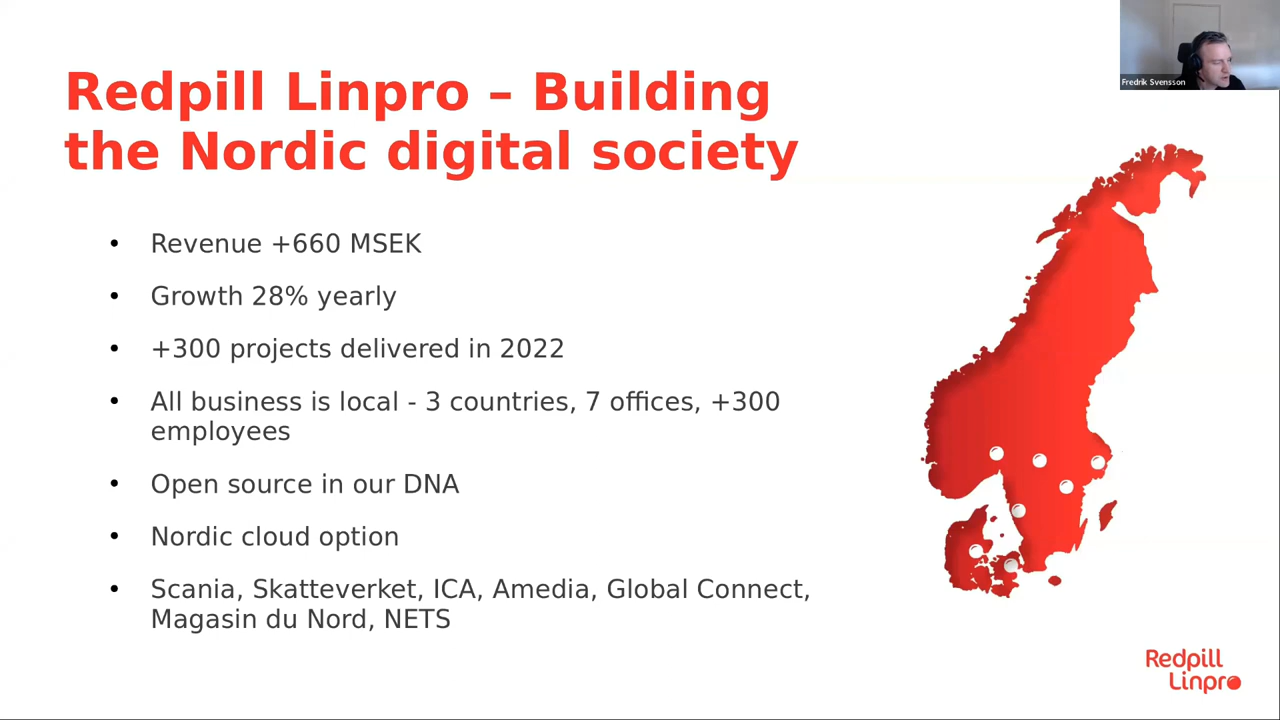 Redpill Linpro – Building
the Nordic digital society
Fredrik Svensson
• Revenue +660 MSEK
• Growth 28% yearly
• +300 projects delivered in 2022
• All business is local - 3 countries, 7 offices, +300
employees
• Open source in our DNA
• Nordic cloud option
• Scania, Skatteverket, ICA, Amedia, Global Connect,
Magasin du Nord, NETS
Redpill
Linpro